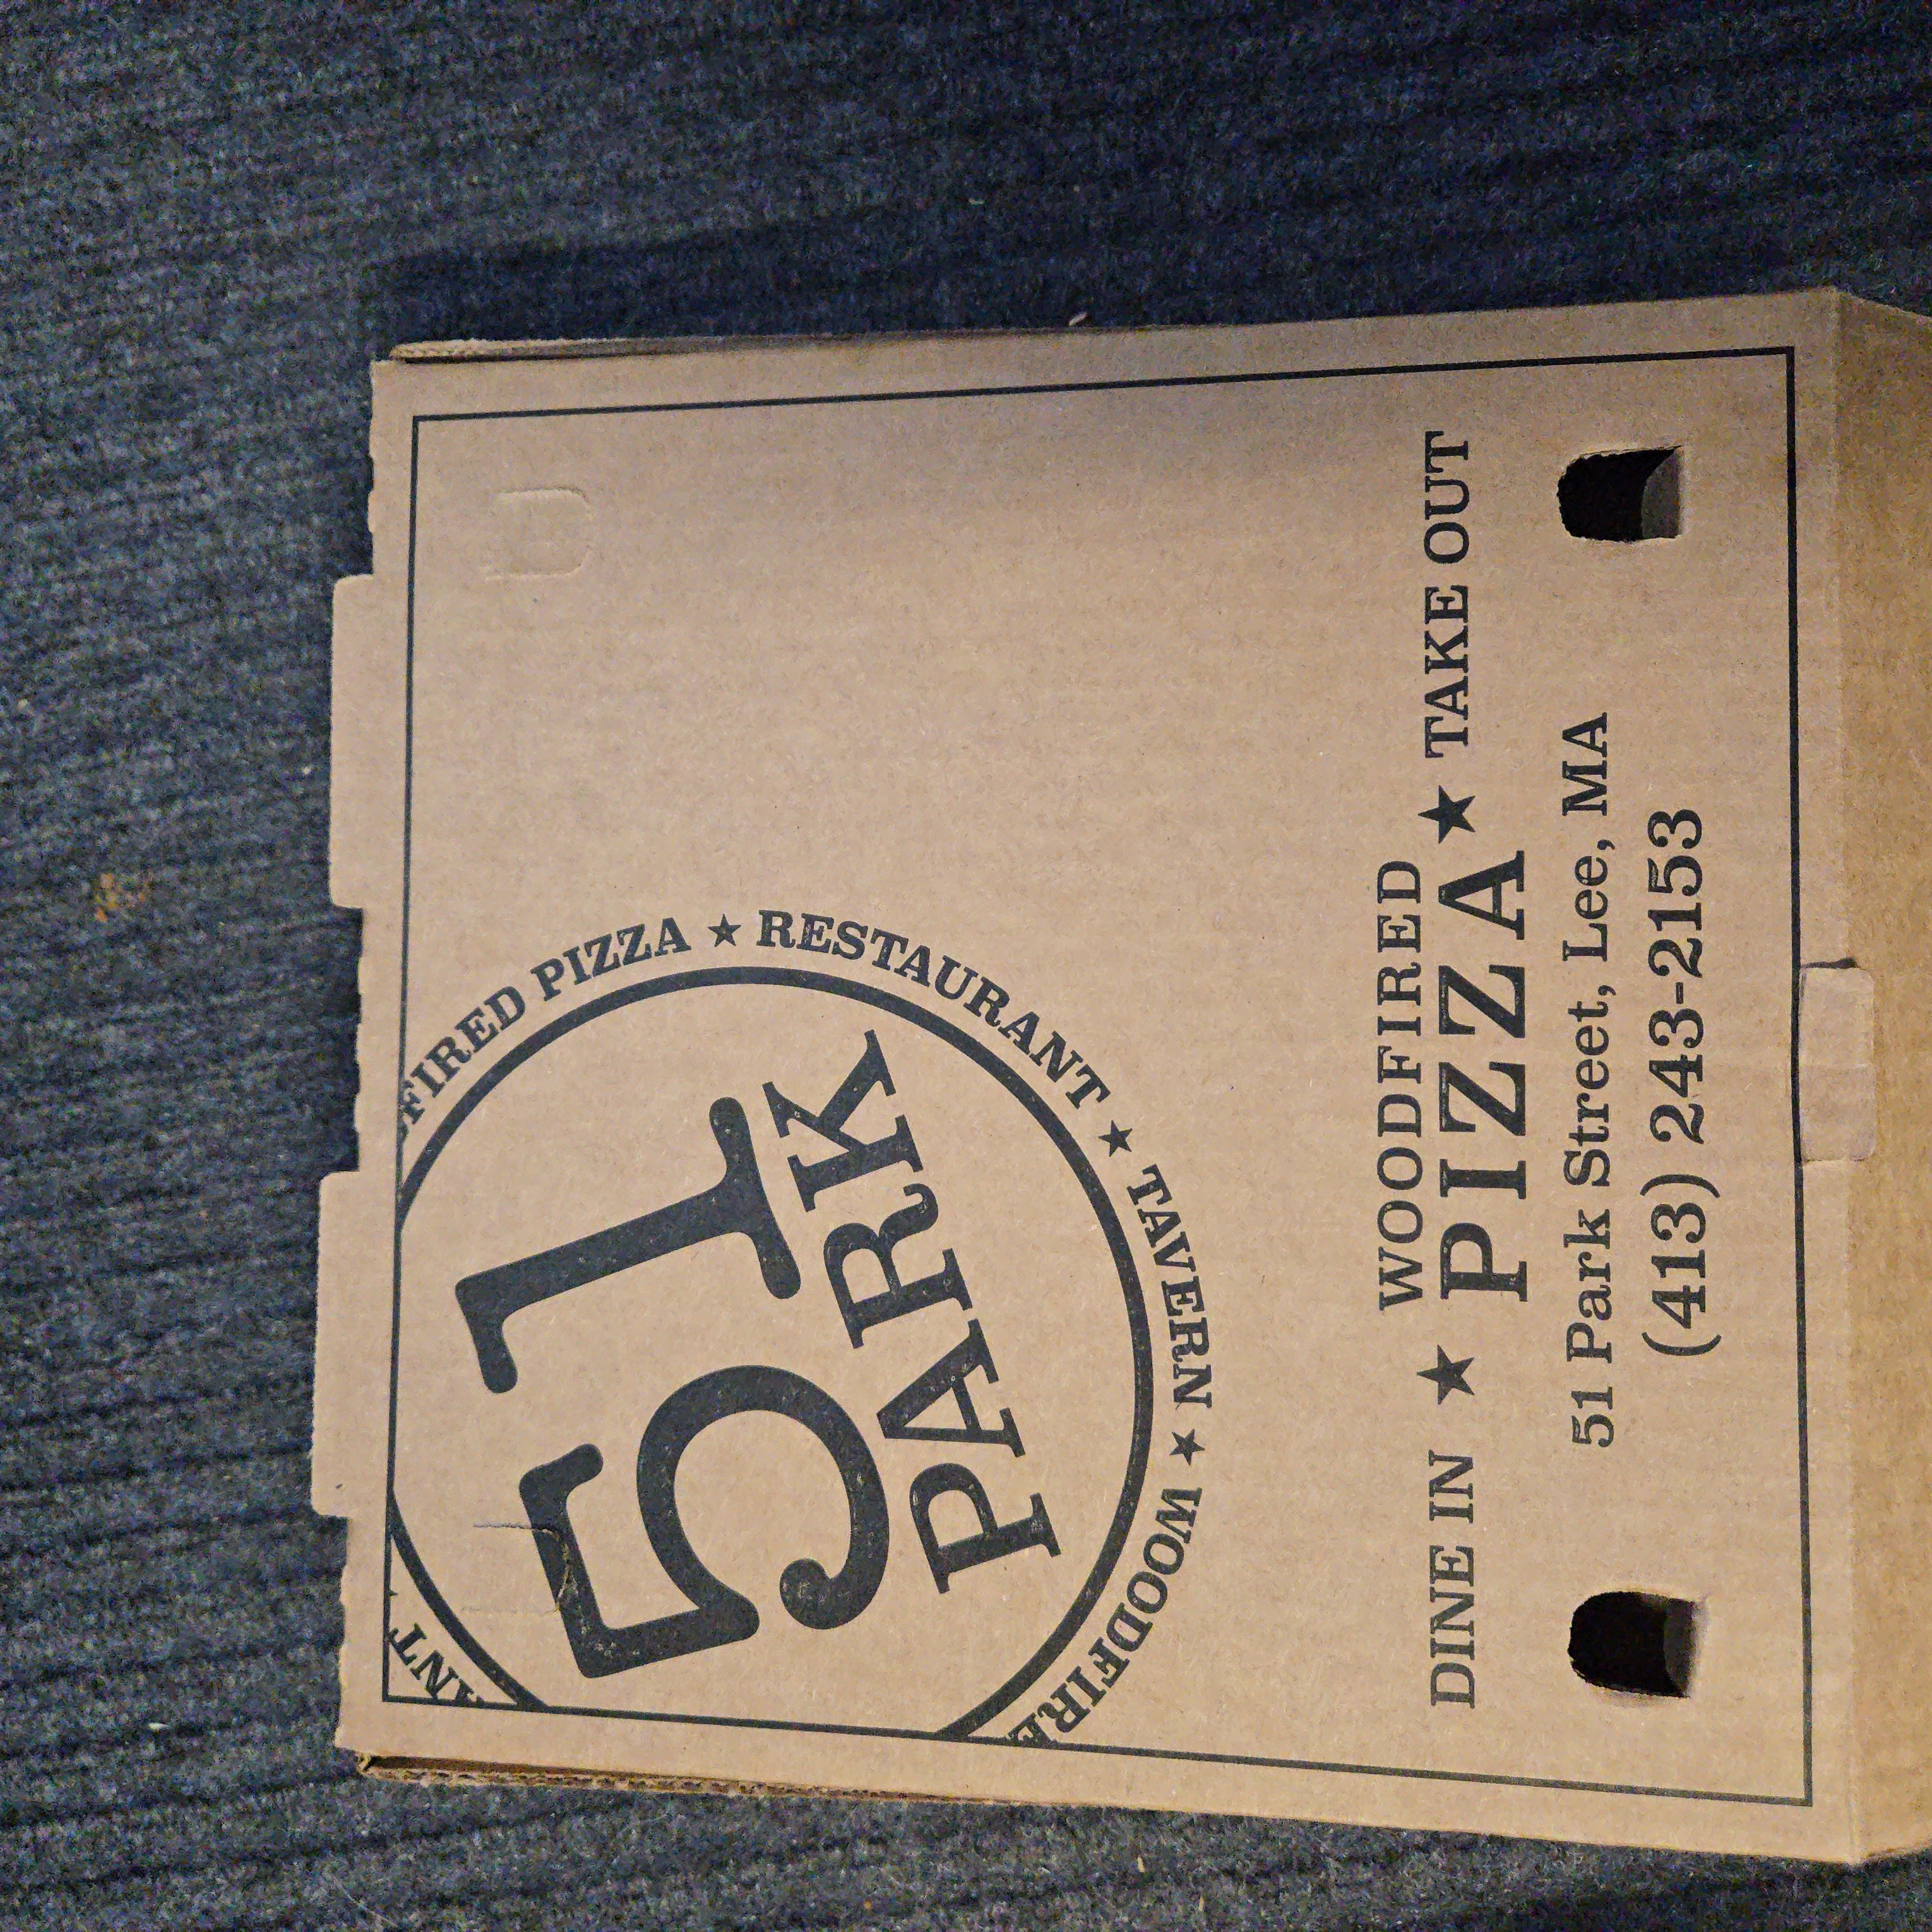 51
PARK
FIRED PIZZA ★ RESTAURANT ★ TAVERN ★ WOODFIRE
ANT
WOODFIRED
DINE IN ★ PIZZA ★ TAKE OUT
51 Park Street, Lee, MA
(413) 243-2153